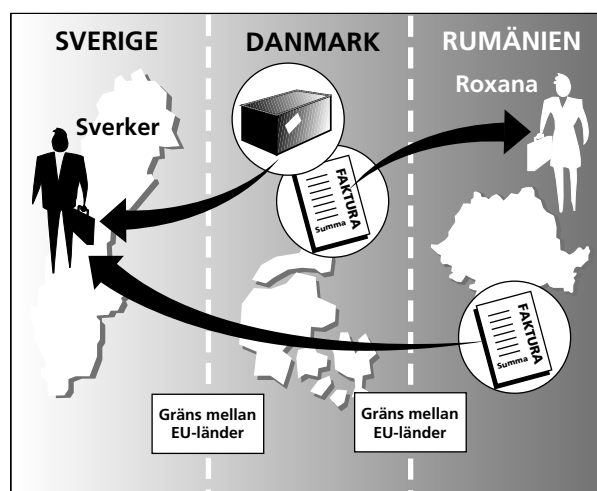 SVERIGE
DANMARK
RUMÄNIEN
Sverker
Roxana
FAKTURA
Summa
FAKTURA
Summa
Gräns mellan
EU-länder
Gräns mellan
EU-länder